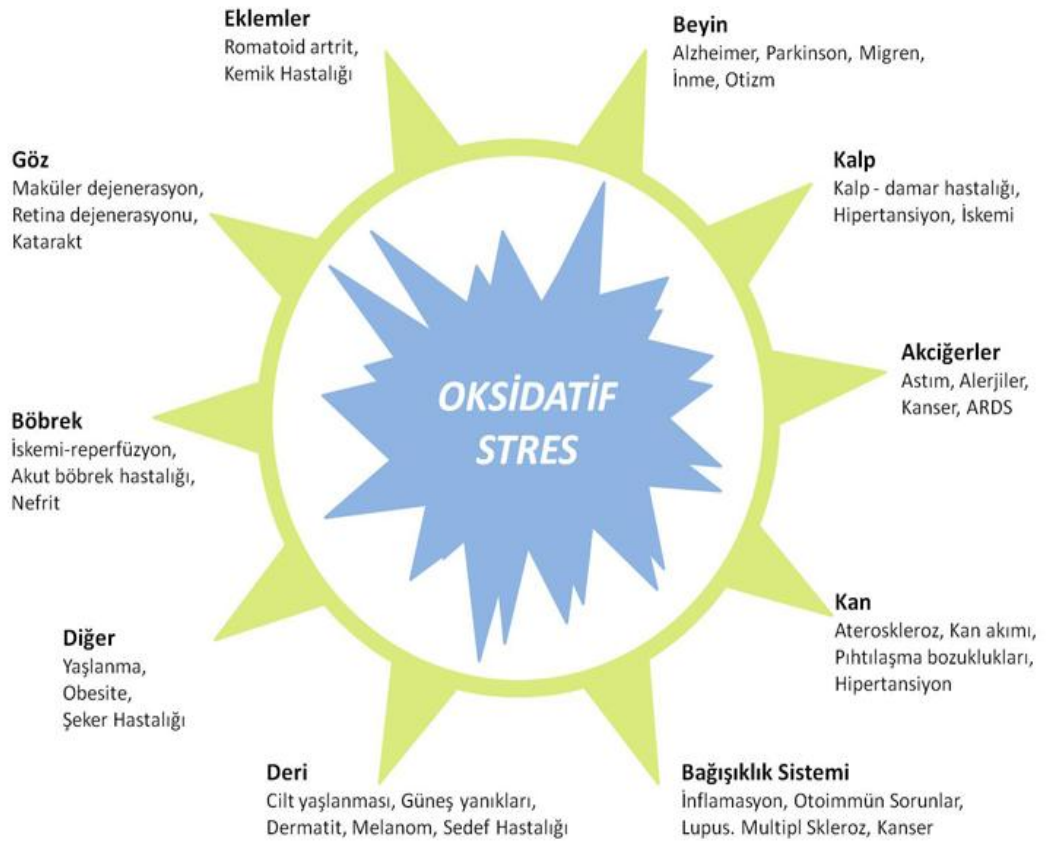 Eklemler
Romatoid artrit,
Kemik Hastalığı
Beyin
Alzheimer, Parkinson, Migren,
İnme, Otizm
Göz
Maküler dejenerasyon,
Retina dejenerasyonu,
Katarakt
Kalp
Kalp - damar hastalığı,
Hipertansiyon, İskemi
OKSİDATİF
STRES
Akciğerler
Astım, Alerjiler,
Kanser, ARDS
Böbrek
İskemi-reperfüzyon,
Akut böbrek hastalığı,
Nefrit
Kan
Ateroskleroz, Kan akımı,
Pıhtılaşma bozuklukları,
Hipertansiyon
Diğer
Yaşlanma,
Obesite,
Şeker Hastalığı
Deri
Cilt yaşlanması, Güneş yanıkları,
Dermatit, Melanom, Sedef Hastalığı
Bağışıklık Sistemi
İnflamasyon, Otoimmün Sorunlar,
Lupus. Multipl Skleroz, Kanser